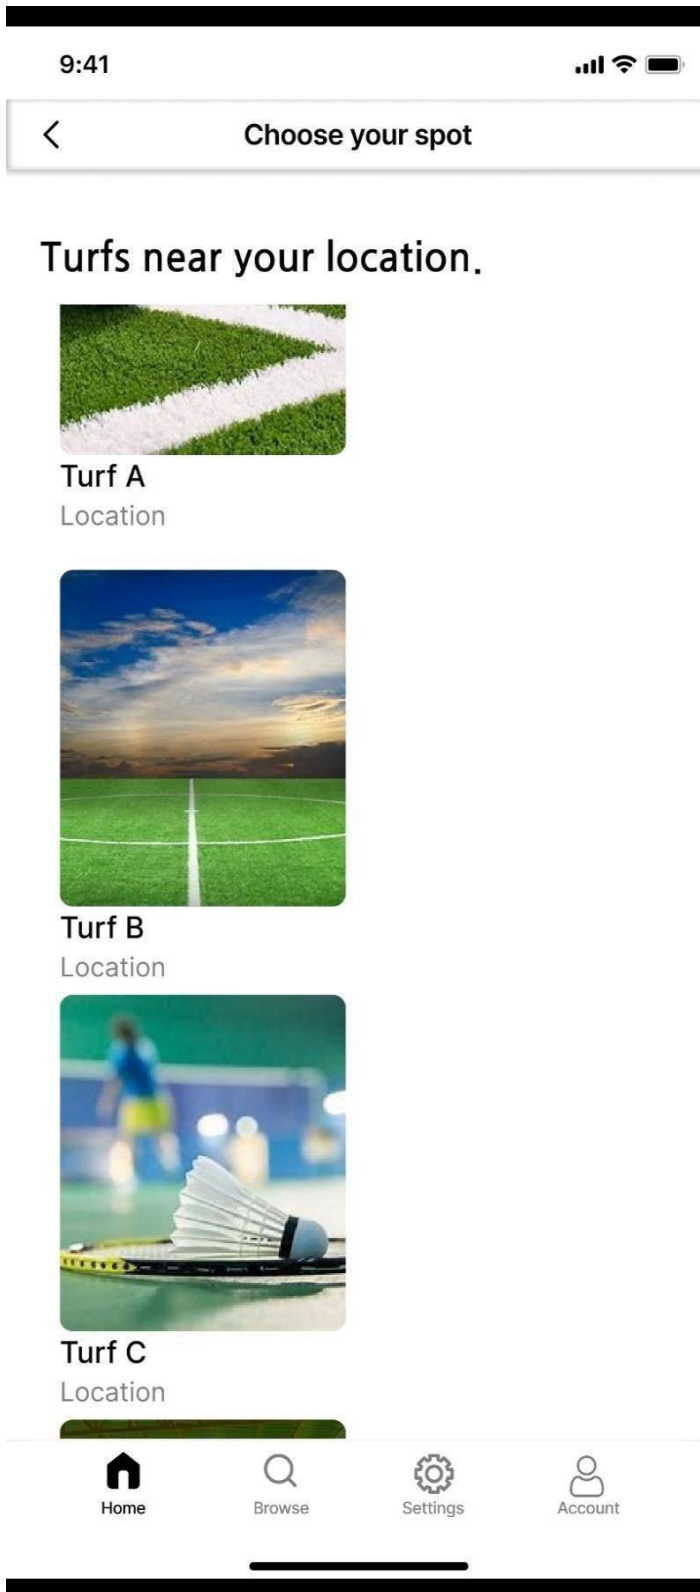 9:41
Choose your spot
Turfs near your location.
Turf A
Location
Turf B
Location
Turf C
Location
Home Browse Settings Account